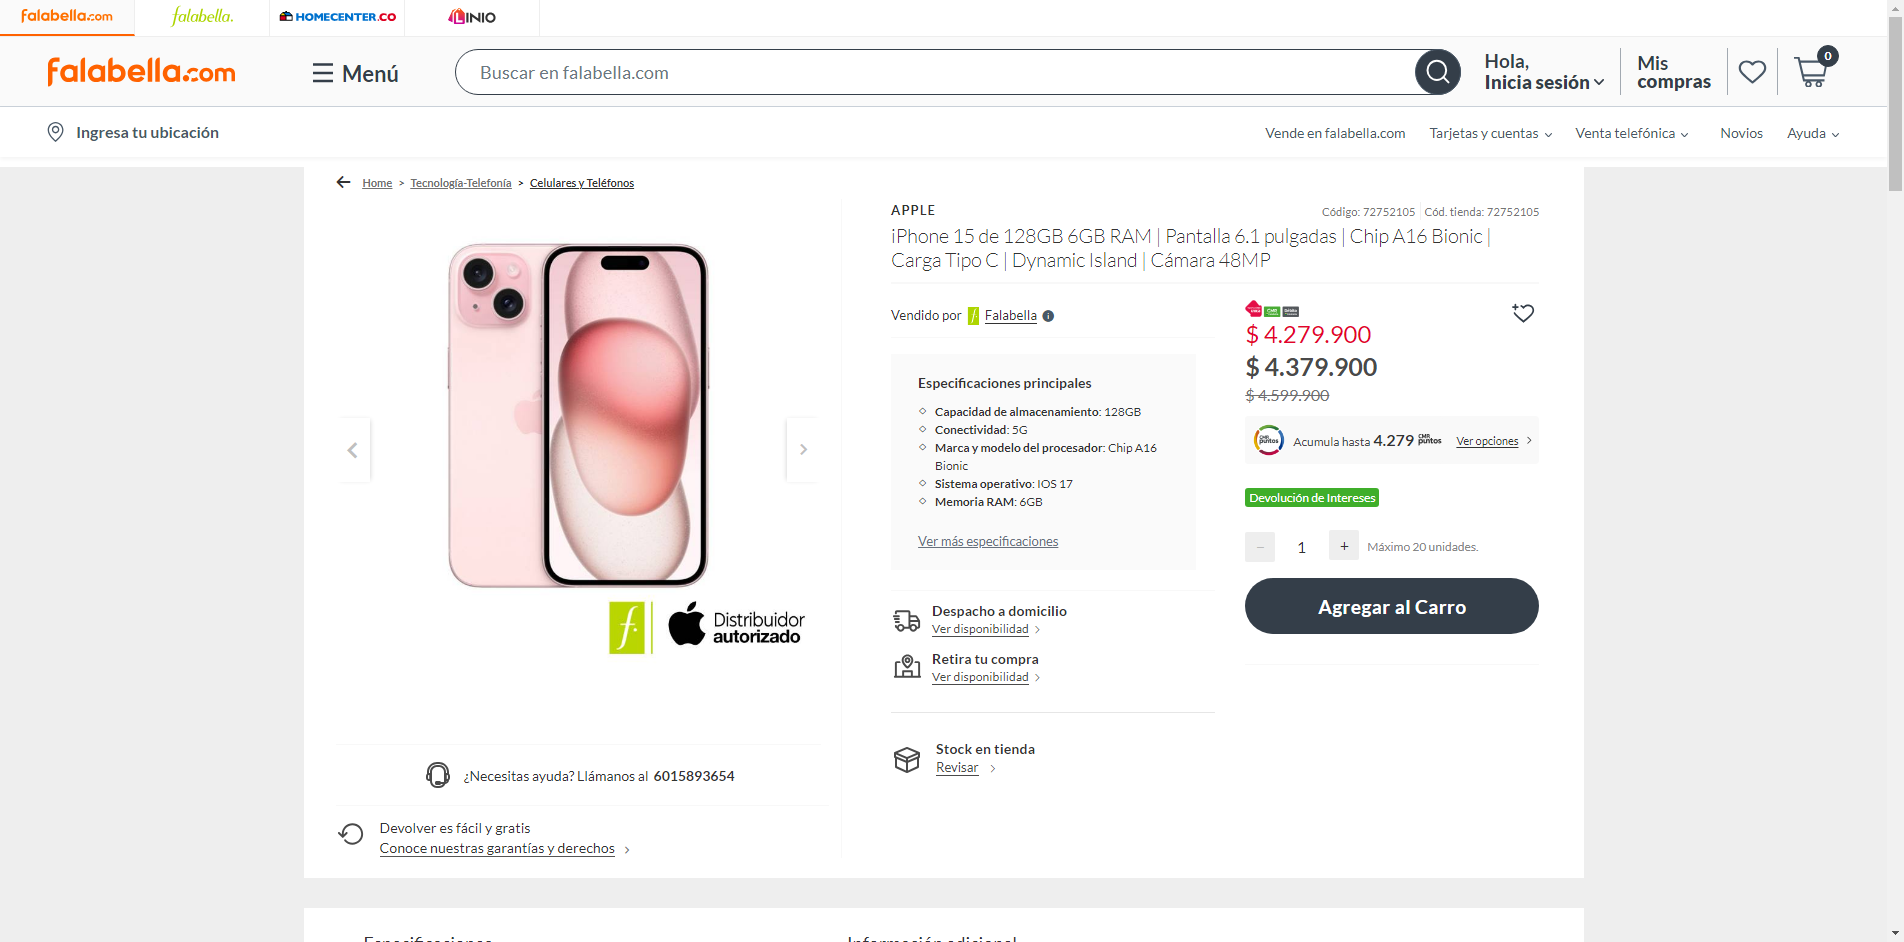 falabella.com
falabella.
HOMECENTER.CO
LINIO
falabella.com
Menú
Buscar en falabella.com
Hola,
Inicia sesión
Mis
compras
0
Ingresa tu ubicación
Vende en falabella.com
Tarjetas y cuentas
Venta telefónica
Novios
Ayuda
Home > Tecnología-Telefonía > Celulares y Teléfonos
APPLE
Código: 72752105 Cód. tienda: 72752105
iPhone 15 de 128GB 6GB RAM | Pantalla 6.1 pulgadas | Chip A16 Bionic |
Carga Tipo C | Dynamic Island | Cámara 48MP
f. Distribuidor
autorizado
¿Necesitas ayuda? Llámanos al 6015893654
Devolver es fácil y gratis
Conoce nuestras garantías y derechos
Vendido por f. Falabella
Especificaciones principales
Capacidad de almacenamiento: 128GB
Conectividad: 5G
Marca y modelo del procesador: Chip A16
Bionic
Sistema operativo: IOS 17
Memoria RAM: 6GB
Ver más especificaciones
Despacho a domicilio
Ver disponibilidad
Retira tu compra
Ver disponibilidad
Stock en tienda
Revisar
$ 4.279.900
$ 4.379.900
$ 4.599.900
CMR puntos Acumula hasta 4.279 CMR puntos Ver opciones
Devolución de Intereses
– 1 + Máximo 20 unidades.
Agregar al Carro
Especificaciones
Información adicional